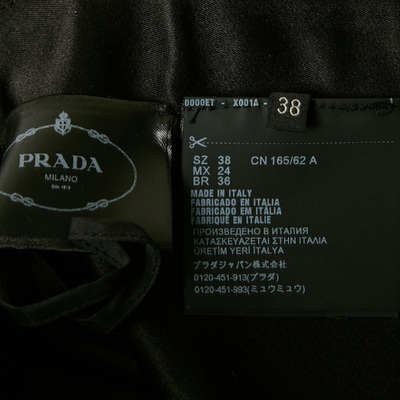 PRADA
MILANO
0000ET - X001A -
38
SZ 38 CN 165/62 A
MX 24
BR 36
MADE IN ITALY
FABRICADO EN ITALIA
FABRICADO EM ITALIA
FABRIQUÉ EN ITALIE
ПРОИЗВЕДЕНО В ИТАЛИЯ
ΚΑΤΑΣΚΕΥΑΖΕΤΑΙ ΣΤΗΝ ΙΤΑΛΙΑ
ÜRETİM YERİ İTALYA
プラダジャパン株式会社
0120-451-913(プラダ)
0120-451-993(ミュウミュウ)